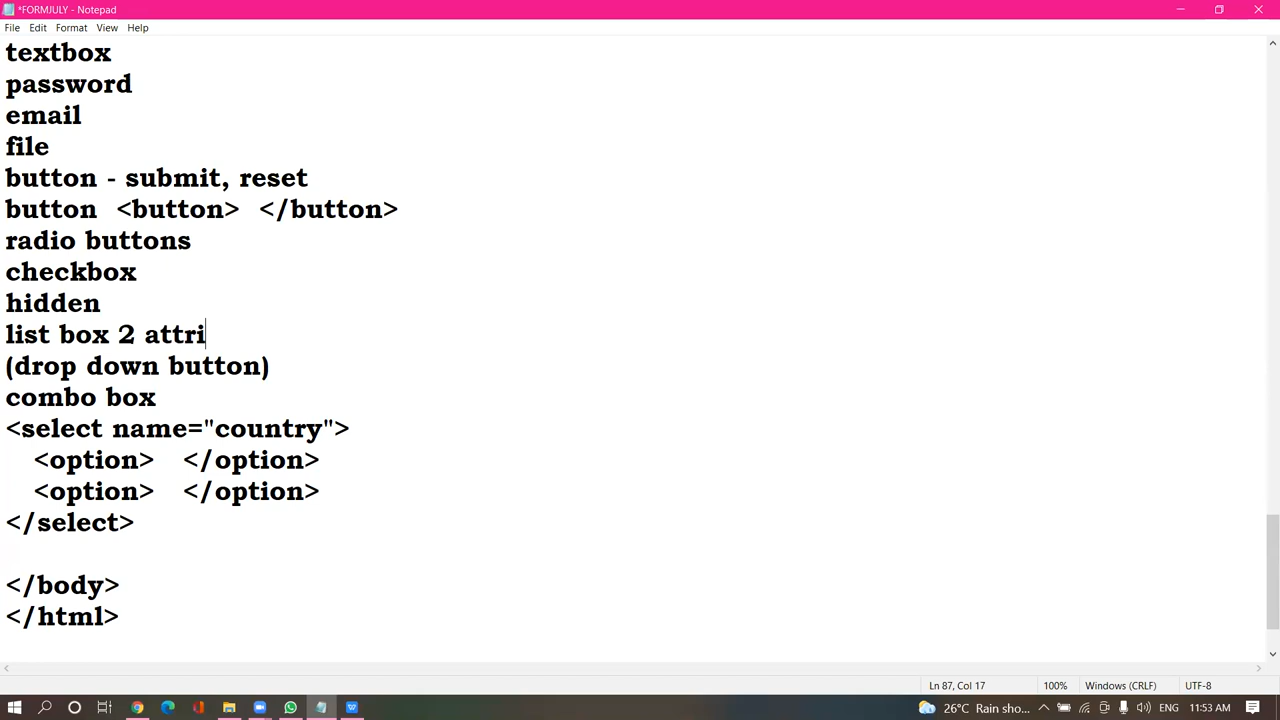 *FORMJULY - Notepad
File Edit Format View Help
textbox
password
email
file
button - submit, reset
button <button> </button>
radio buttons
checkbox
hidden
list box 2 attri
(drop down button)
combo box
<select name="country">
<option> </option>
<option> </option>
</select>
</body>
</html>
Ln 87, Col 17 100% Windows (CRLF) UTF-8
26°C Rain sho... ENG 11:53 AM